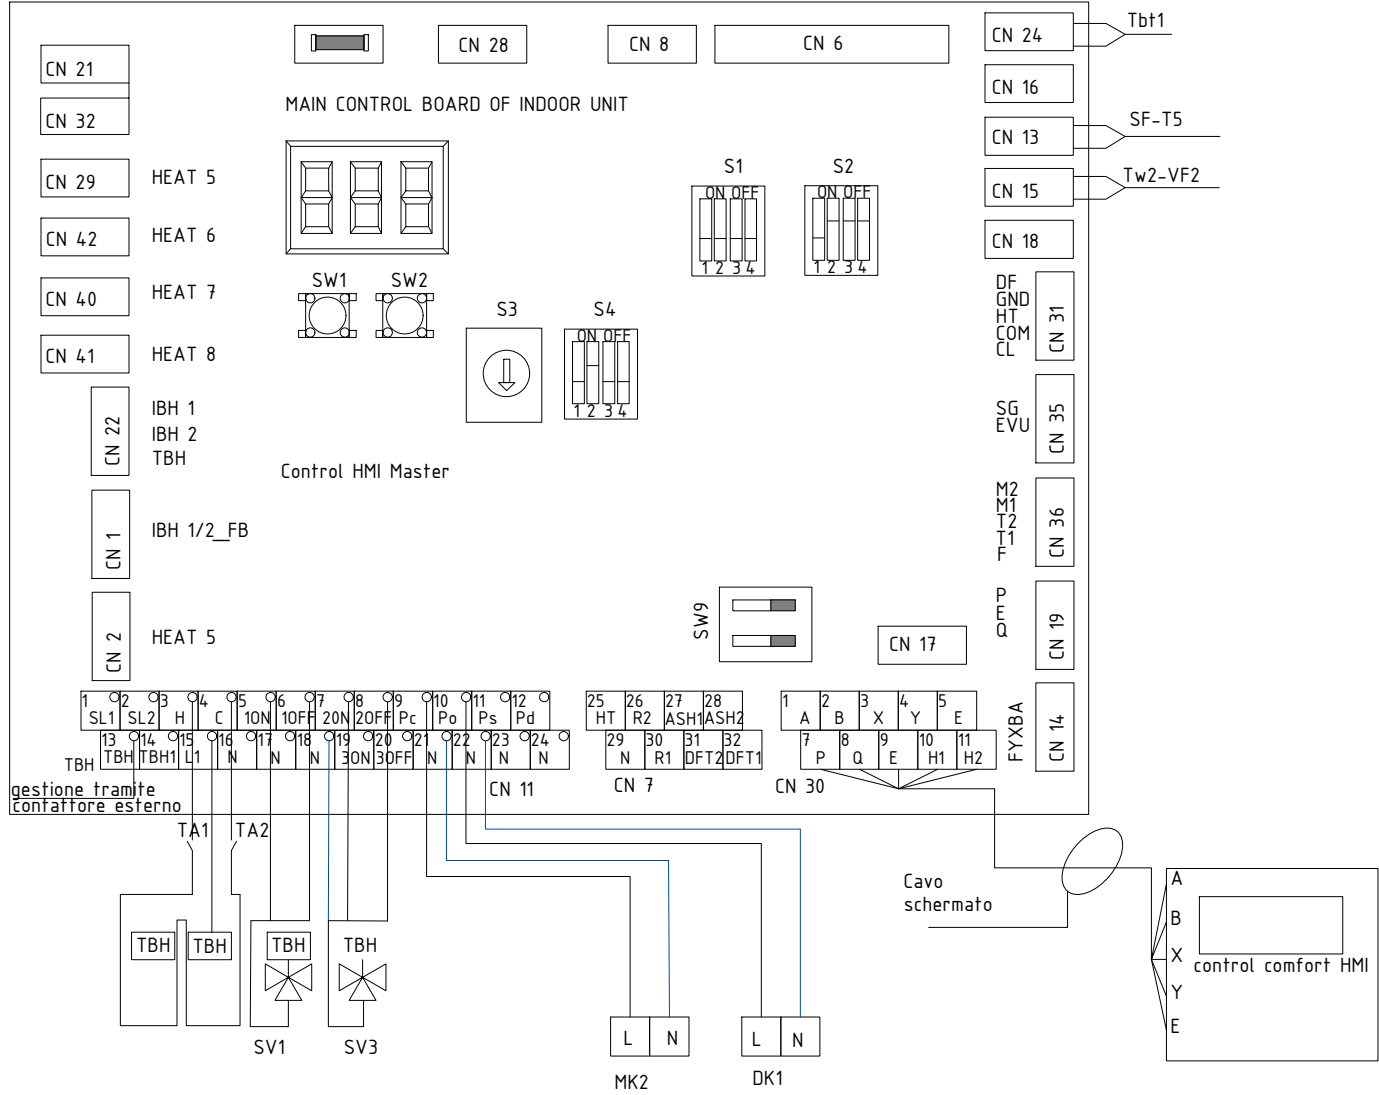 CN 28
CN 8
CN 6
CN 24
Tbt1
CN 21
CN 16
MAIN CONTROL BOARD OF INDOOR UNIT
CN 32
CN 13
SF-T5
S1
S2
CN 29
HEAT 5
CN 15
Tw2-VF2
ON OFF
1 2 3 4
ON OFF
1 2 3 4
CN 42
HEAT 6
CN 18
SW1
SW2
CN 40
HEAT 7
DF
GND
HT
COM
CL
CN 31
S3
S4
ON OFF
1 2 3 4
CN 41
HEAT 8
CN 22
IBH 1
IBH 2
TBH
SG
EVU
CN 35
Control HMI Master
CN 1
IBH 1/2_FB
M2
M1
T2
T1
F
CN 36
CN 2
HEAT 5
SW9
CN 17
P
E
Q
CN 19
1 2 3 4 5 6 7 8 9 10 11 12
SL1 SL2 H C 1ON 1OFF 2ON 2OFF Pc Po Ps Pd
13 14 15 16 17 18 19 20 21 22 23 24
TBH TBH1 L1 N N N 3ON 3OFF N N N N
TBH
CN 11
25 26 27 28
HT R2 ASH1 ASH2
29 30 31 32
N R1 DFT2 DFT1
CN 7
1 2 3 4 5
A B X Y E
7 8 9 10 11
P Q E H1 H2
CN 30
FYXBA
CN 14
gestione tramite
contattore esterno
TA1
TA2
TBH
TBH
TBH
TBH
SV1
SV3
L N
MK2
L N
DK1
Cavo
schermato
A
B
X
Y
E
control comfort HMI